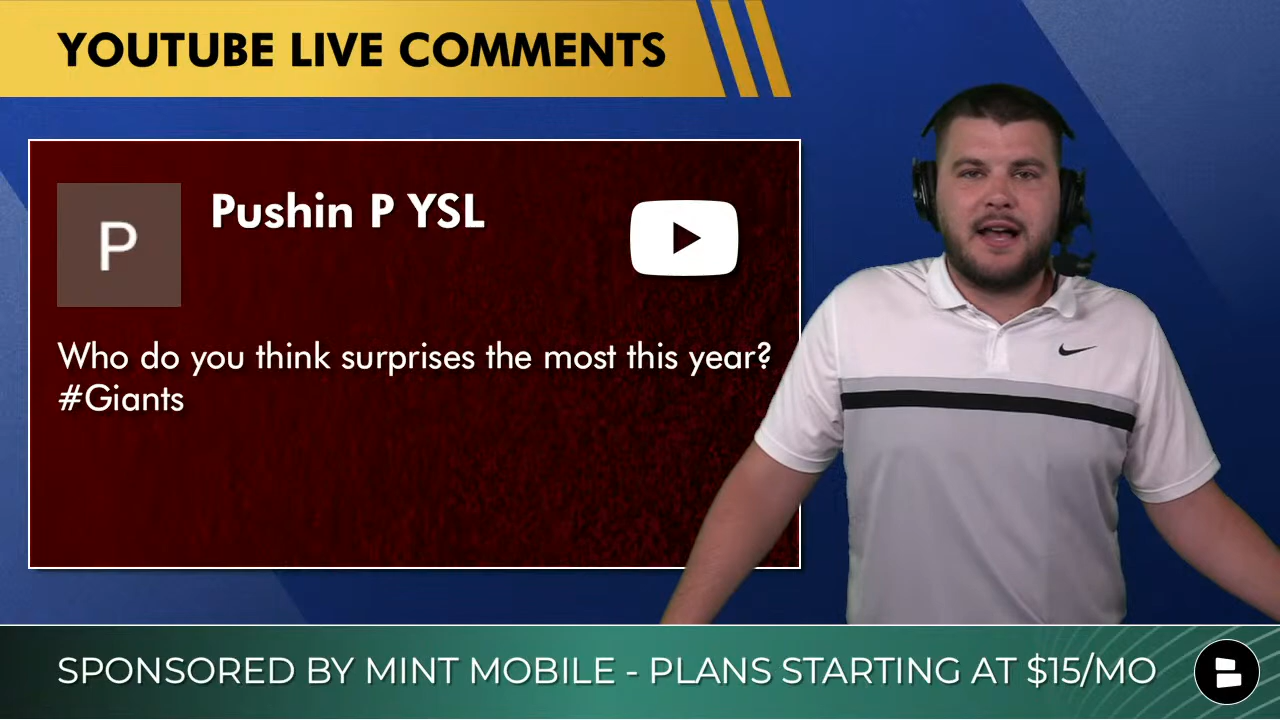 YOUTUBE LIVE COMMENTS
P
Pushin P YSL
Who do you think surprises the most this year?
#Giants
SPONSORED BY MINT MOBILE - PLANS STARTING AT $15/MO